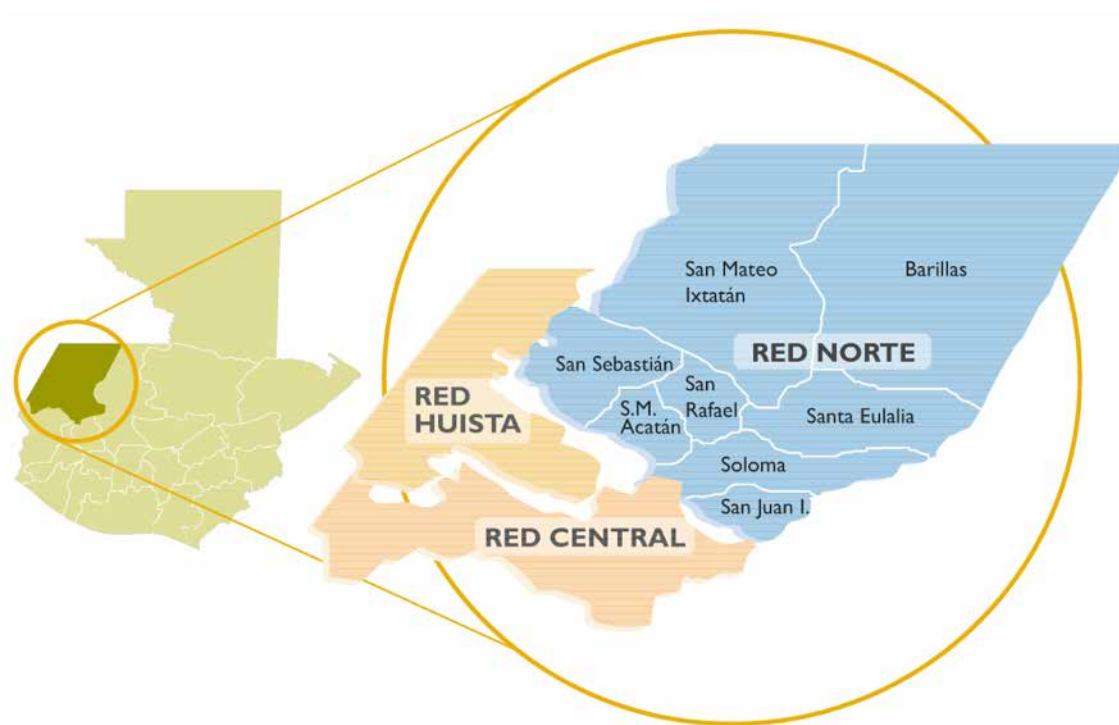 San Mateo
Ixtatán
Barillas
RED NORTE
San Sebastián
San
Rafael
S.M.
Acatán
Santa Eulalia
Soloma
San Juan I.
RED
HUISTA
RED CENTRAL